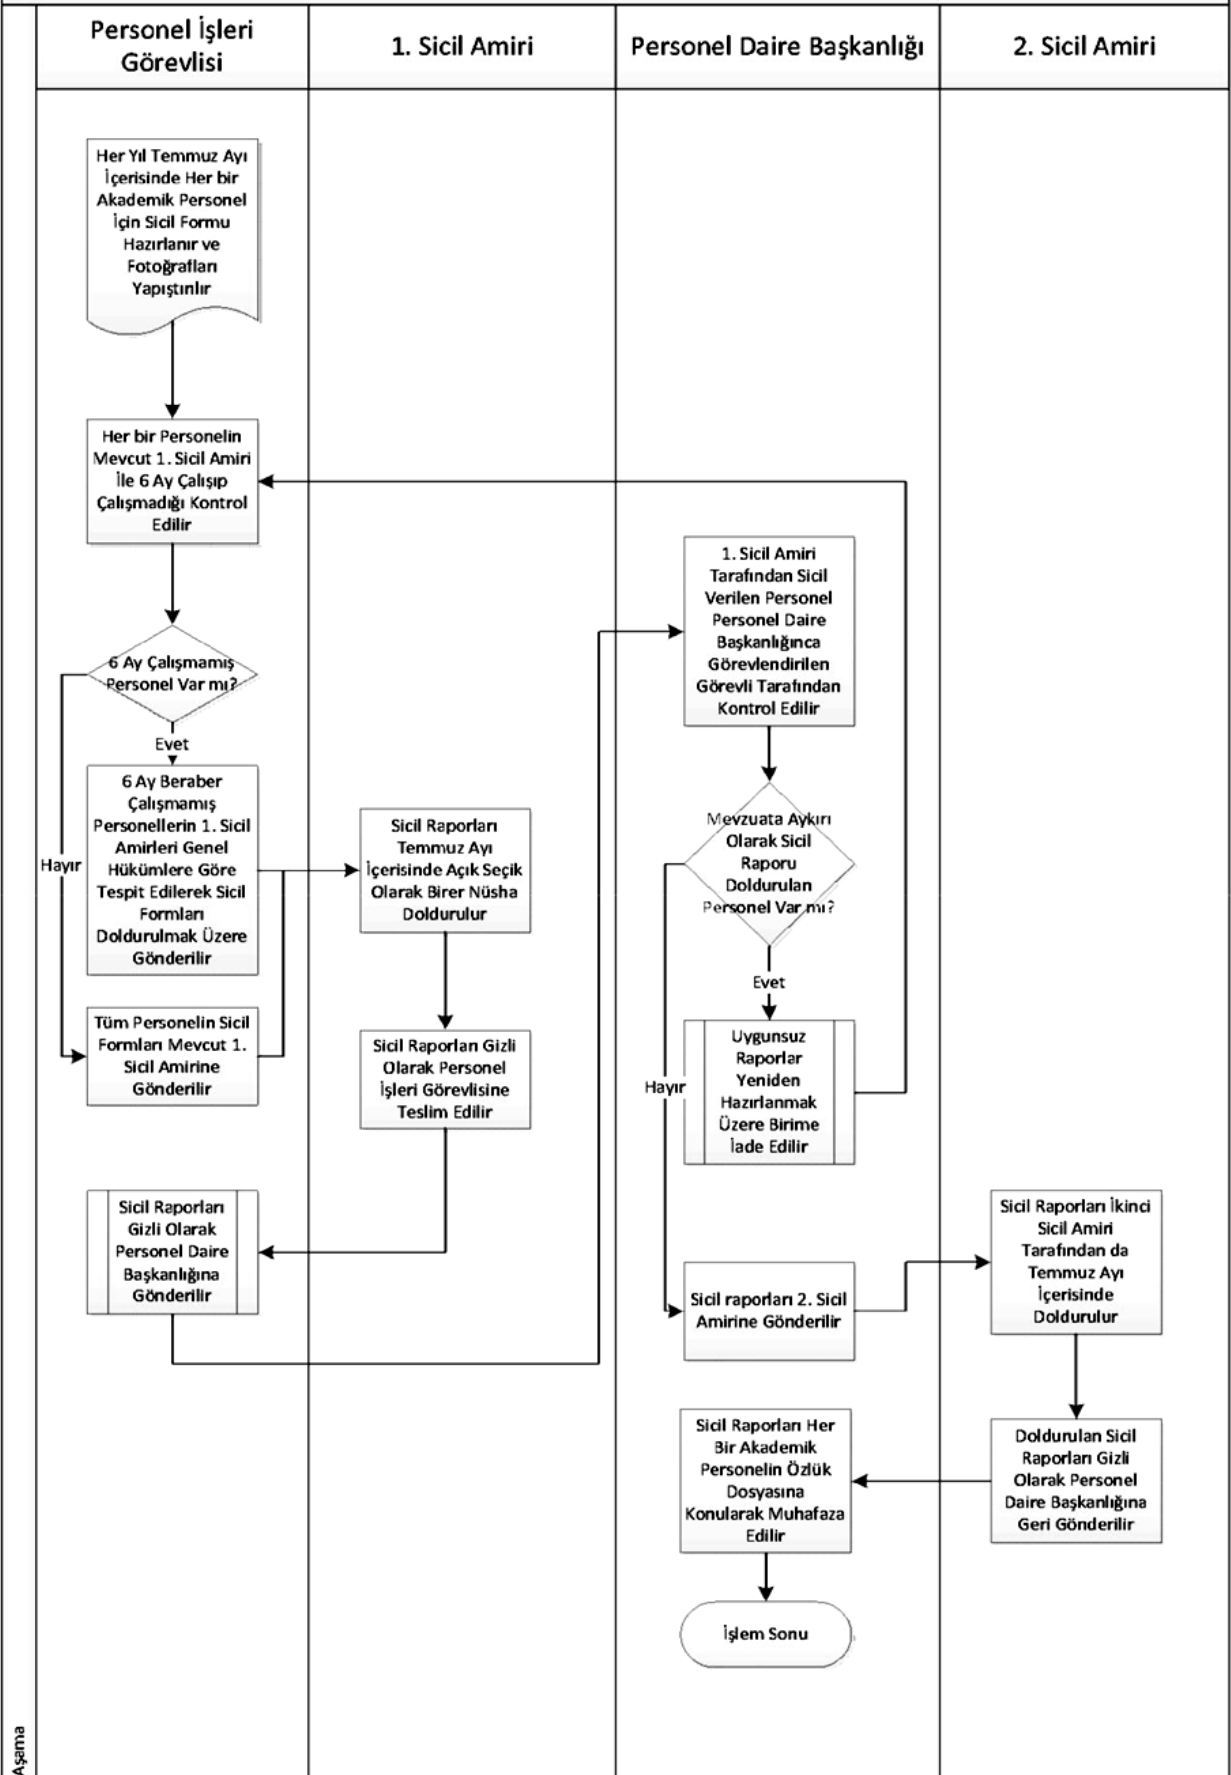 Personel İşleri
Görevlisi
1. Sicil Amiri
Personel Daire Başkanlığı
2. Sicil Amiri
Her Yıl Temmuz Ayı
İçerisinde Her bir
Akademik Personel
İçin Sicil Formu
Hazırlanır ve
Fotoğrafları
Yapıştırılır
Her bir Personelin
Mevcut 1. Sicil Amiri
İle 6 Ay Çalışıp
Çalışmadığı Kontrol
Edilir
6 Ay Çalışmamış
Personel Var mı?
Evet
Hayır
6 Ay Beraber
Çalışmamış
Personellerin 1. Sicil
Amirleri Genel
Hükümlere Göre
Tespit Edilerek Sicil
Formları
Doldurulmak Üzere
Gönderilir
Tüm Personelin Sicil
Formları Mevcut 1.
Sicil Amirine
Gönderilir
Sicil Raporları
Temmuz Ayı
İçerisinde Açık Seçik
Olarak Birer Nüsha
Doldurulur
Sicil Raporları Gizli
Olarak Personel
İşleri Görevlisine
Teslim Edilir
Sicil Raporları
Gizli Olarak
Personel Daire
Başkanlığına
Gönderilir
1. Sicil Amiri
Tarafından Sicil
Verilen Personel
Personel Daire
Başkanlığınca
Görevlendirilen
Görevli Tarafından
Kontrol Edilir
Mevzuata Aykırı
Olarak Sicil
Raporu
Doldurulan
Personel Var mı?
Evet
Hayır
Uygunsuz
Raporlar
Yeniden
Hazırlanmak
Üzere Birime
İade Edilir
Sicil raporları 2. Sicil
Amirine Gönderilir
Sicil Raporları İkinci
Sicil Amiri
Tarafından da
Temmuz Ayı
İçerisinde
Doldurulur
Doldurulan Sicil
Raporları Gizli
Olarak Personel
Daire Başkanlığına
Geri Gönderilir
Sicil Raporları Her
Bir Akademik
Personelin Özlük
Dosyasına
Konularak Muhafaza
Edilir
İşlem Sonu
Aşama